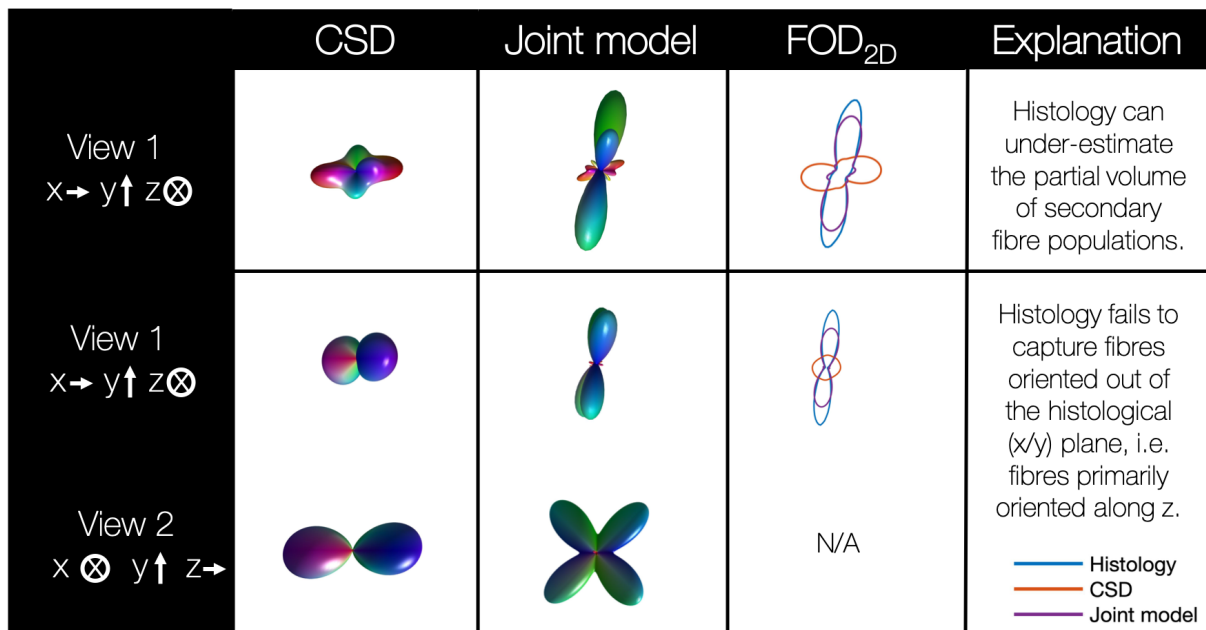 CSD
Joint model
FOD2D
Explanation
View 1
x→ y↑ z⊗
Histology can
under-estimate
the partial volume
of secondary
fibre populations.
View 1
x→ y↑ z⊗
Histology fails to
capture fibres
oriented out of
the histological
(x/y) plane, i.e.
fibres primarily
oriented along z.
View 2
x ⊗ y↑ z→
N/A
Histology
CSD
Joint model